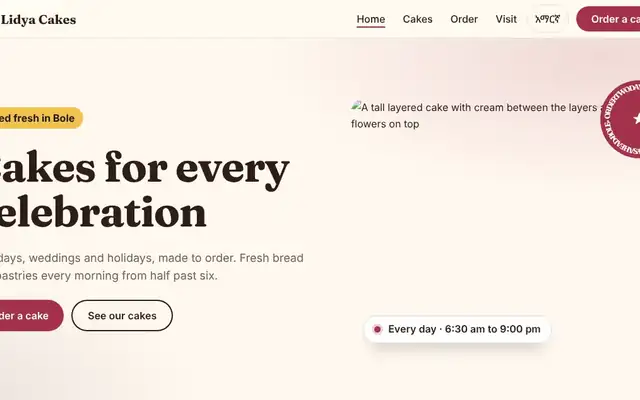 Lidya Cakes
Home
Cakes
Order
Visit
አማርኛ
Order a ca
ed fresh in Bole
akes for every
elebration
days, weddings and holidays, made to order. Fresh bread
pastries every morning from half past six.
der a cake
See our cakes
A tall layered cake with cream between the layers
flowers on top
Every day · 6:30 am to 9:00 pm